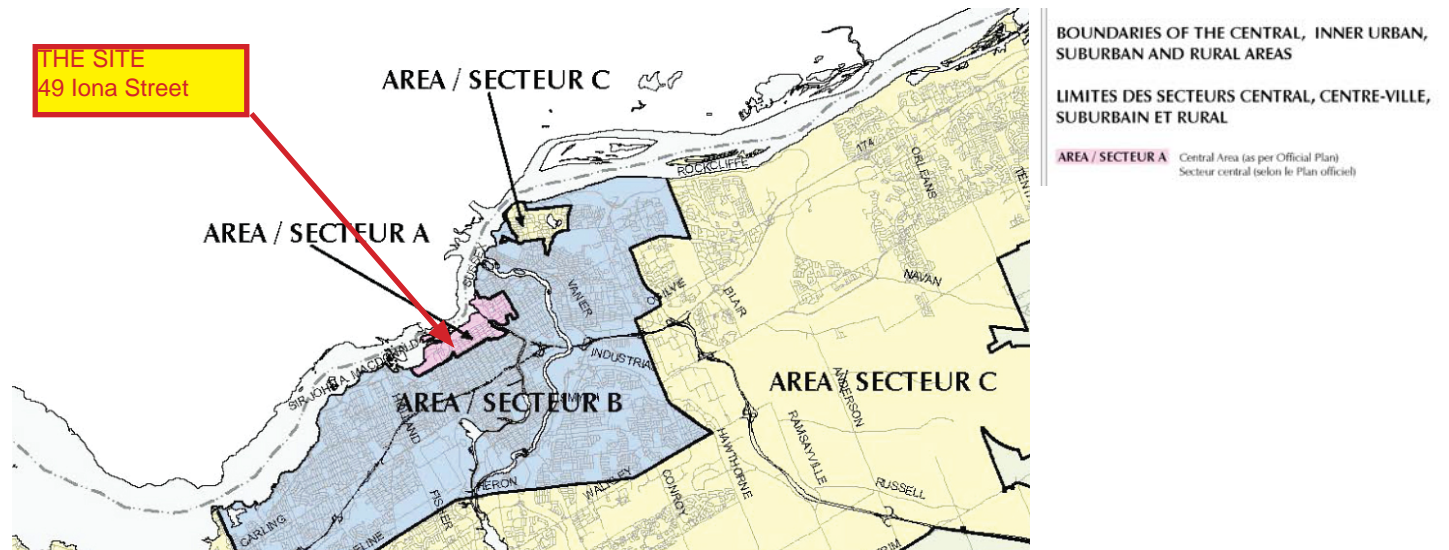 THE SITE
49 Iona Street
AREA / SECTEUR C
BOUNDARIES OF THE CENTRAL, INNER URBAN,
SUBURBAN AND RURAL AREAS
LIMITES DES SECTEURS CENTRAL, CENTRE-VILLE,
SUBURBAIN ET RURAL
AREA / SECTEUR A Central Area (as per Official Plan)
Secteur central (selon le Plan officiel)
174
ORLEANS
ROCKCLIFFE
AREA / SECTEUR A
VANIER
OGILVIE
BLAIR
NAVAN
SIR JOHN A. MACDONALD
INDUSTRIAL
AREA / SECTEUR C
ANDERSON
AREA / SECTEUR B
HAWTHORNE
RAMSAYVILLE
HERON
WALKLEY
CONROY
RUSSELL
FISHER
CARLING